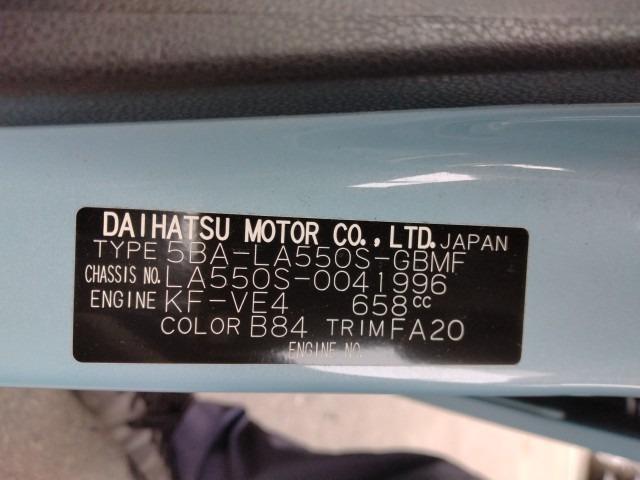 DAIHATSU MOTOR CO., LTD. JAPAN
TYPE 5BA-LA550S-GBMF
CHASSIS NO. LA550S-0041996
ENGINE KF-VE4 658cc
COLOR B84 TRIM FA20
ENGINE NO.